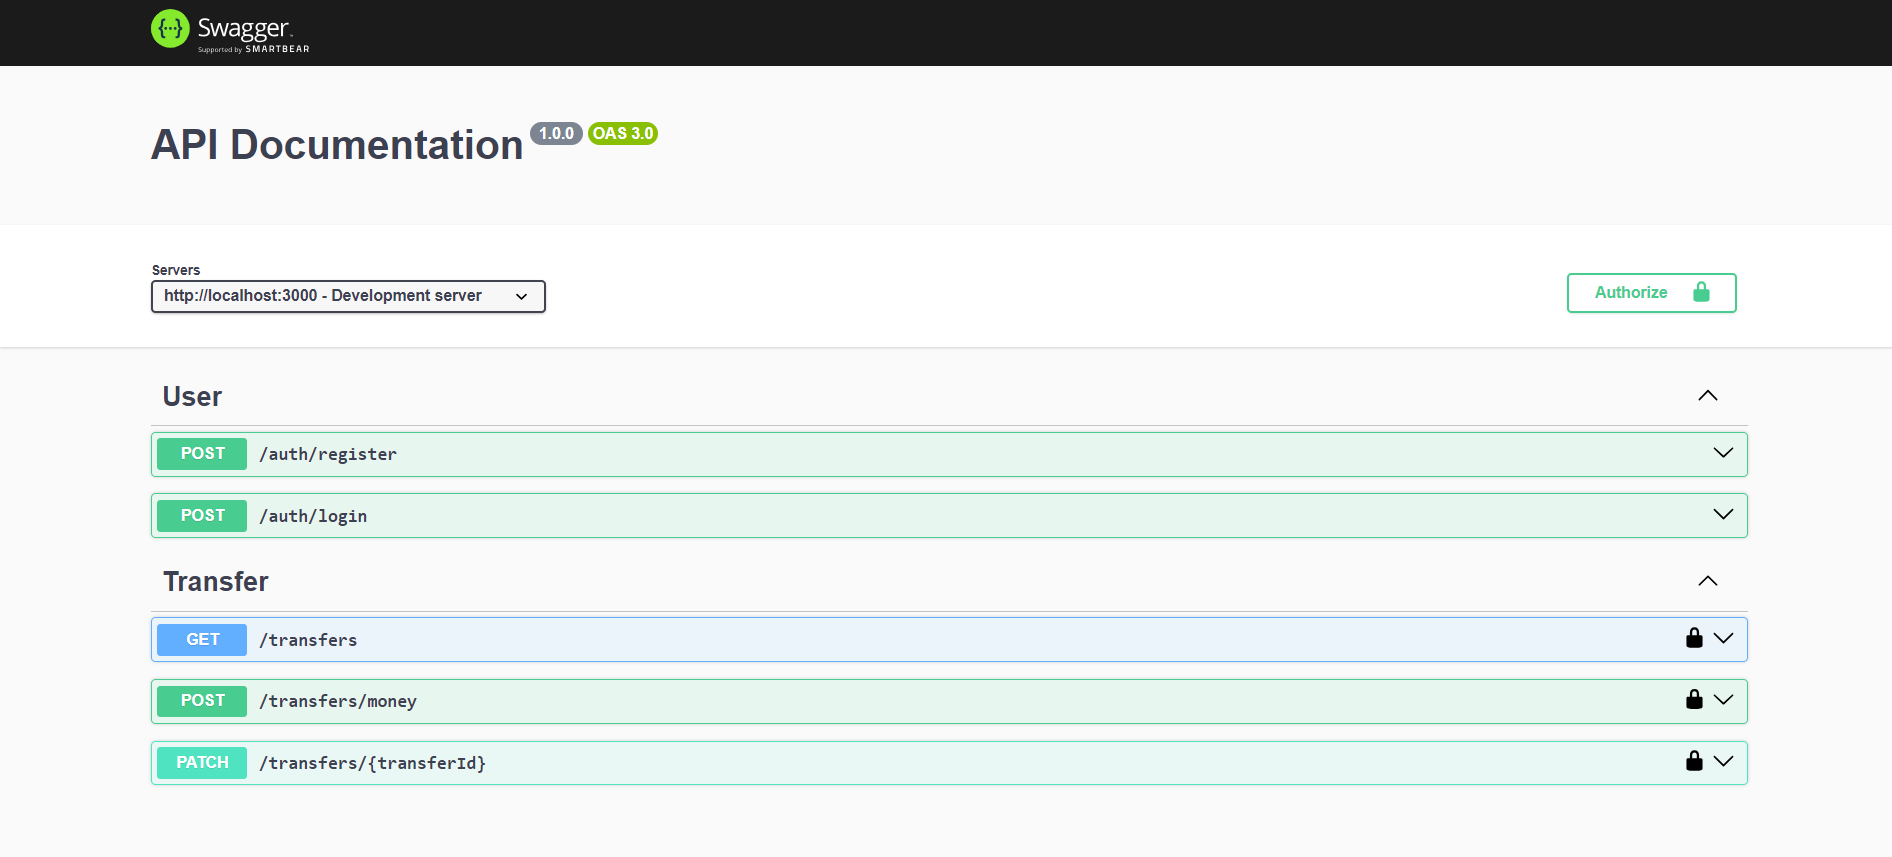 {···} Swagger™
Supported by SMARTBEAR
API Documentation 1.0.0 OAS 3.0
Servers
http://localhost:3000 - Development server
Authorize
User
POST /auth/register
POST /auth/login
Transfer
GET /transfers
POST /transfers/money
PATCH /transfers/{transferId}